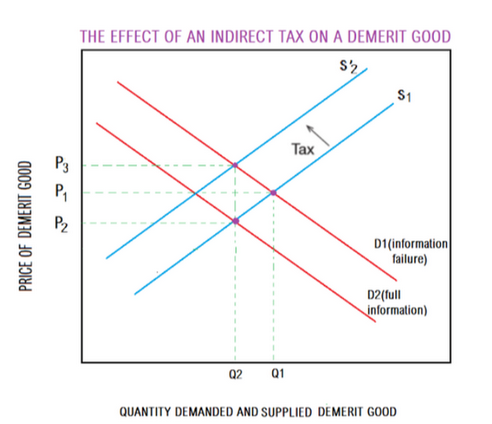 THE EFFECT OF AN INDIRECT TAX ON A DEMERIT GOOD
S'2
S1
Tax
P3
P1
P2
PRICE OF DEMERIT GOOD
D1(information
failure)
D2(full
information)
Q2 Q1
QUANTITY DEMANDED AND SUPPLIED DEMERIT GOOD